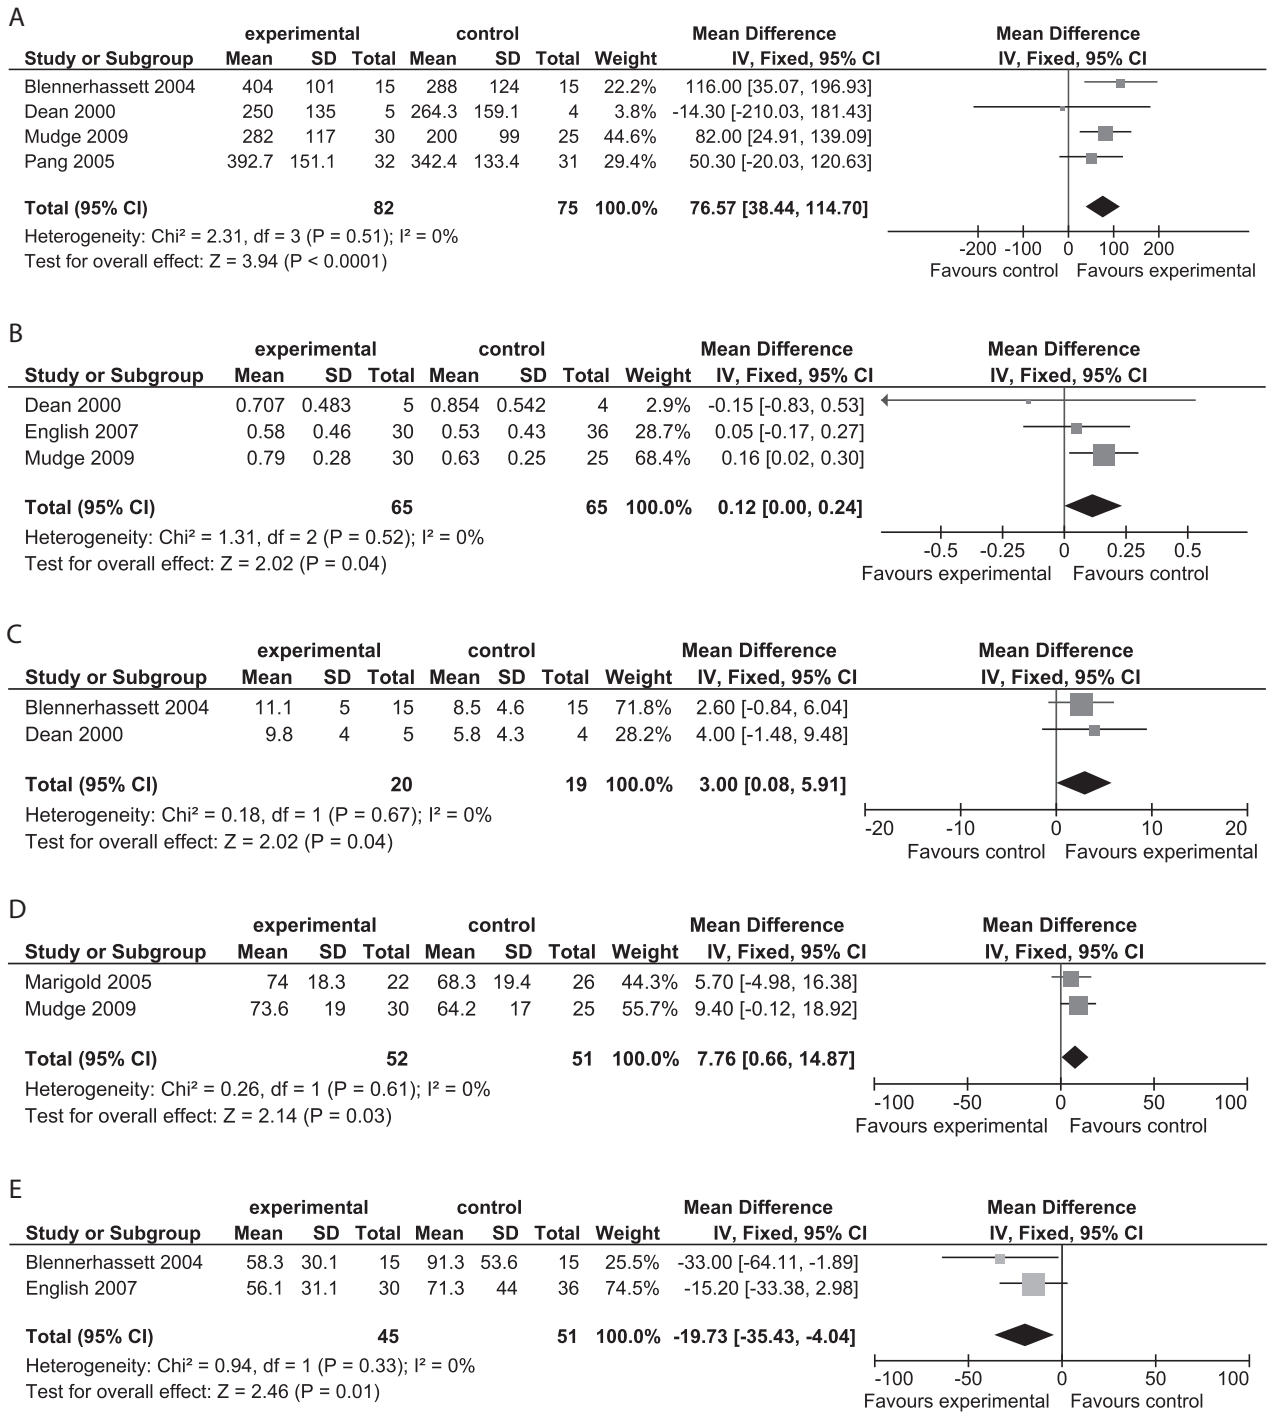 A
experimental control Mean Difference Mean Difference
Study or Subgroup Mean SD Total Mean SD Total Weight IV, Fixed, 95% CI IV, Fixed, 95% CI
Blennerhassett 2004 404 101 15 288 124 15 22.2% 116.00 [35.07, 196.93]
Dean 2000 250 135 5 264.3 159.1 4 3.8% -14.30 [-210.03, 181.43]
Mudge 2009 282 117 30 200 99 25 44.6% 82.00 [24.91, 139.09]
Pang 2005 392.7 151.1 32 342.4 133.4 31 29.4% 50.30 [-20.03, 120.63]
Total (95% CI) 82 75 100.0% 76.57 [38.44, 114.70]
Heterogeneity: Chi² = 2.31, df = 3 (P = 0.51); I² = 0%
Test for overall effect: Z = 3.94 (P < 0.0001)
-200 -100 0 100 200
Favours control Favours experimental
B
experimental control Mean Difference Mean Difference
Study or Subgroup Mean SD Total Mean SD Total Weight IV, Fixed, 95% CI IV, Fixed, 95% CI
Dean 2000 0.707 0.483 5 0.854 0.542 4 2.9% -0.15 [-0.83, 0.53]
English 2007 0.58 0.46 30 0.53 0.43 36 28.7% 0.05 [-0.17, 0.27]
Mudge 2009 0.79 0.28 30 0.63 0.25 25 68.4% 0.16 [0.02, 0.30]
Total (95% CI) 65 65 100.0% 0.12 [0.00, 0.24]
Heterogeneity: Chi² = 1.31, df = 2 (P = 0.52); I² = 0%
Test for overall effect: Z = 2.02 (P = 0.04)
-0.5 -0.25 0 0.25 0.5
Favours experimental Favours control
C
experimental control Mean Difference Mean Difference
Study or Subgroup Mean SD Total Mean SD Total Weight IV, Fixed, 95% CI IV, Fixed, 95% CI
Blennerhassett 2004 11.1 5 15 8.5 4.6 15 71.8% 2.60 [-0.84, 6.04]
Dean 2000 9.8 4 5 5.8 4.3 4 28.2% 4.00 [-1.48, 9.48]
Total (95% CI) 20 19 100.0% 3.00 [0.08, 5.91]
Heterogeneity: Chi² = 0.18, df = 1 (P = 0.67); I² = 0%
Test for overall effect: Z = 2.02 (P = 0.04)
-20 -10 0 10 20
Favours control Favours experimental
D
experimental control Mean Difference Mean Difference
Study or Subgroup Mean SD Total Mean SD Total Weight IV, Fixed, 95% CI IV, Fixed, 95% CI
Marigold 2005 74 18.3 22 68.3 19.4 26 44.3% 5.70 [-4.98, 16.38]
Mudge 2009 73.6 19 30 64.2 17 25 55.7% 9.40 [-0.12, 18.92]
Total (95% CI) 52 51 100.0% 7.76 [0.66, 14.87]
Heterogeneity: Chi² = 0.26, df = 1 (P = 0.61); I² = 0%
Test for overall effect: Z = 2.14 (P = 0.03)
-100 -50 0 50 100
Favours experimental Favours control
E
experimental control Mean Difference Mean Difference
Study or Subgroup Mean SD Total Mean SD Total Weight IV, Fixed, 95% CI IV, Fixed, 95% CI
Blennerhassett 2004 58.3 30.1 15 91.3 53.6 15 25.5% -33.00 [-64.11, -1.89]
English 2007 56.1 31.1 30 71.3 44 36 74.5% -15.20 [-33.38, 2.98]
Total (95% CI) 45 51 100.0% -19.73 [-35.43, -4.04]
Heterogeneity: Chi² = 0.94, df = 1 (P = 0.33); I² = 0%
Test for overall effect: Z = 2.46 (P = 0.01)
-100 -50 0 50 100
Favours experimental Favours control